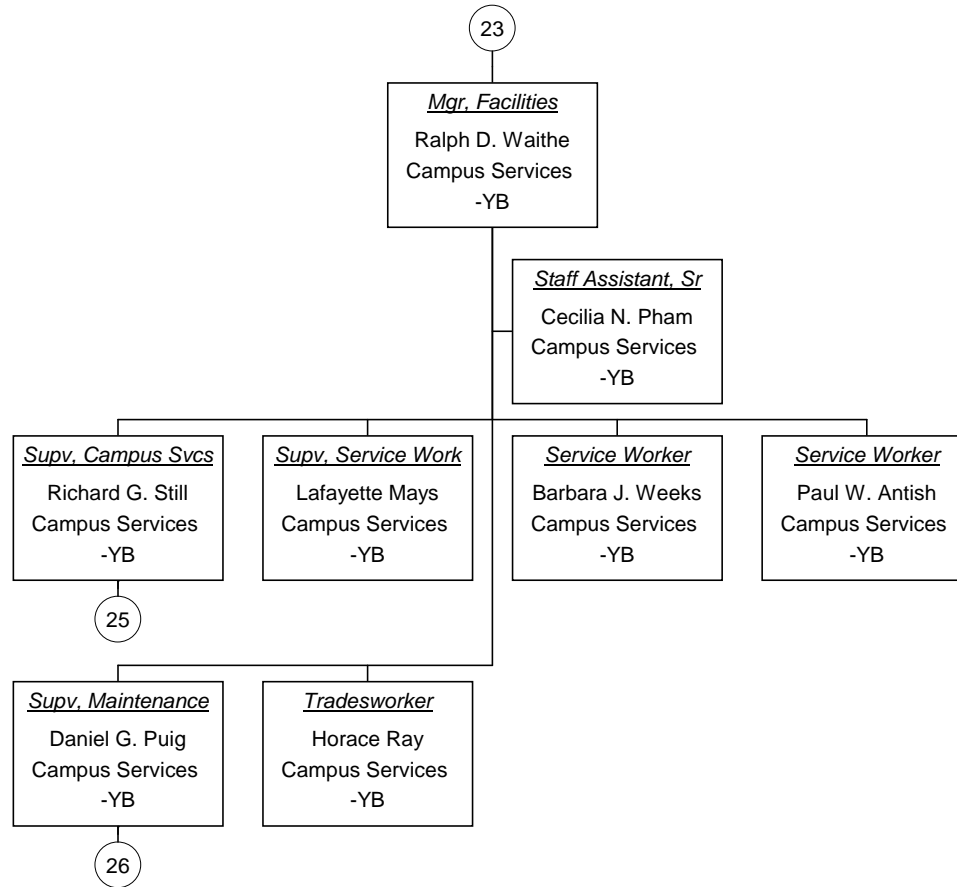 23
Mgr, Facilities
Ralph D. Waithe
Campus Services
-YB
Staff Assistant, Sr
Cecilia N. Pham
Campus Services
-YB
Supv, Campus Svcs
Richard G. Still
Campus Services
-YB
25
Supv, Service Work
Lafayette Mays
Campus Services
-YB
Service Worker
Barbara J. Weeks
Campus Services
-YB
Service Worker
Paul W. Antish
Campus Services
-YB
Supv, Maintenance
Daniel G. Puig
Campus Services
-YB
26
Tradesworker
Horace Ray
Campus Services
-YB